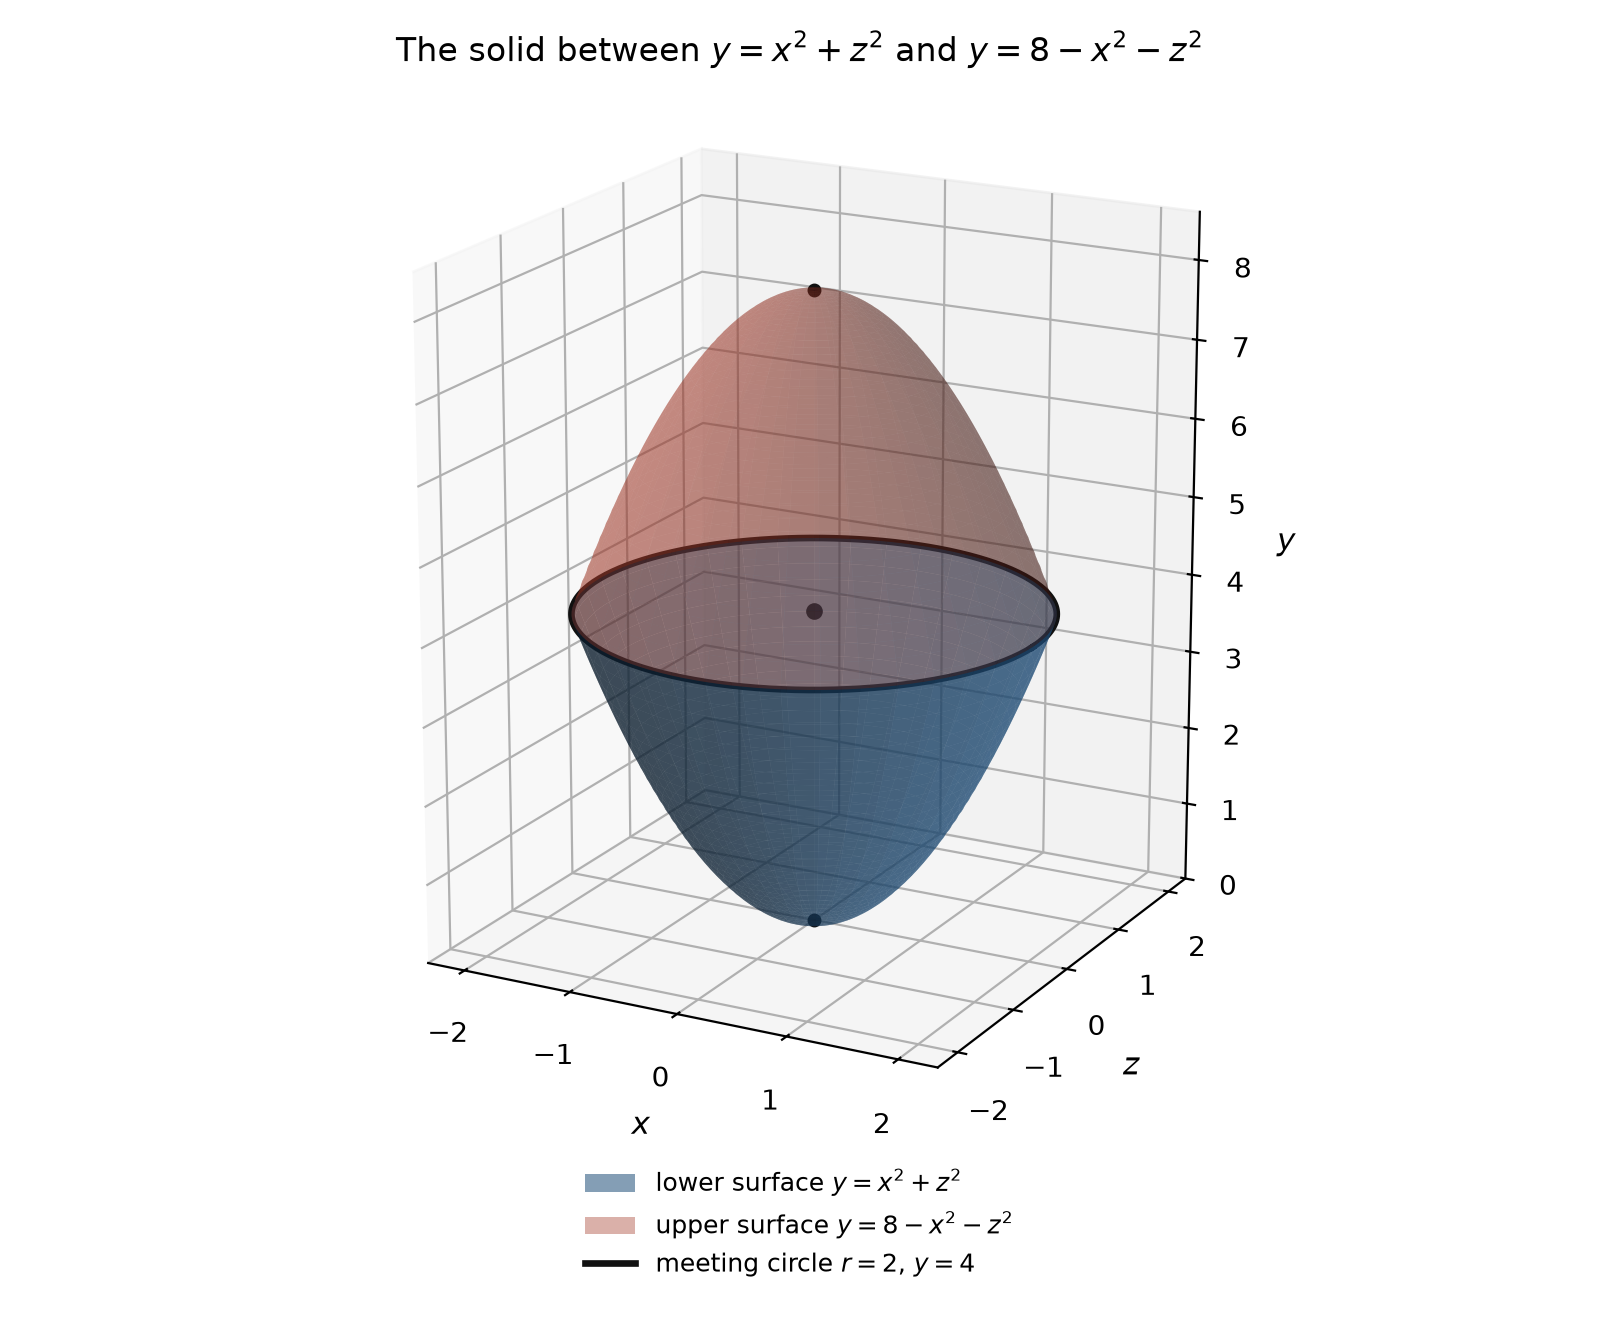 The solid between y = x² + z² and y = 8 − x² − z²
8
7
6
5
y
4
3
2
1
0
2
1
0
−1
z
−2
−2
−1
0
1
2
x
lower surface y = x² + z²
upper surface y = 8 − x² − z²
meeting circle r = 2, y = 4